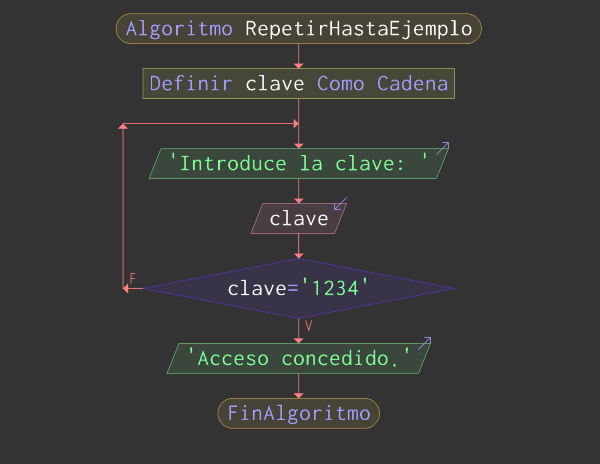 Algoritmo RepetirHastaEjemplo
Definir clave Como Cadena
'Introduce la clave: '
clave
F
clave='1234'
V
'Acceso concedido.'
FinAlgoritmo